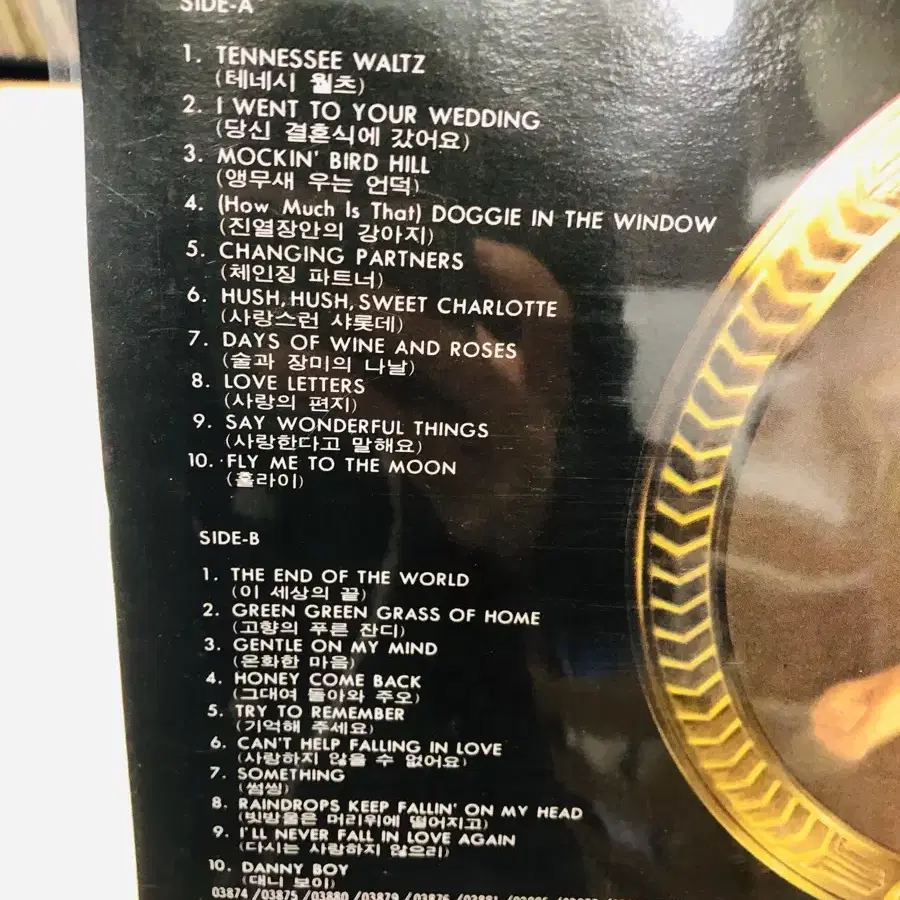 SIDE-A
1. TENNESSEE WALTZ
(테네시 월츠)
2. I WENT TO YOUR WEDDING
(당신 결혼식에 갔어요)
3. MOCKIN' BIRD HILL
(앵무새 우는 언덕)
4. (How Much Is That) DOGGIE IN THE WINDOW
(진열장안의 강아지)
5. CHANGING PARTNERS
(체인징 파트너)
6. HUSH, HUSH, SWEET CHARLOTTE
(사랑스런 샤롯데)
7. DAYS OF WINE AND ROSES
(술과 장미의 나날)
8. LOVE LETTERS
(사랑의 편지)
9. SAY WONDERFUL THINGS
(사랑한다고 말해요)
10. FLY ME TO THE MOON
(홀라이)
SIDE-B
1. THE END OF THE WORLD
(이 세상의 끝)
2. GREEN GREEN GRASS OF HOME
(고향의 푸른 잔디)
3. GENTLE ON MY MIND
(온화한 마음)
4. HONEY COME BACK
(그대여 돌아와 주오)
5. TRY TO REMEMBER
(기억해 주세요)
6. CAN'T HELP FALLING IN LOVE
(사랑하지 않을 수 없어요)
7. SOMETHING
(썸씽)
8. RAINDROPS KEEP FALLIN' ON MY HEAD
(빗방울은 머리위에 떨어지고)
9. I'LL NEVER FALL IN LOVE AGAIN
(다시는 사랑하지 않으리)
10. DANNY BOY
(대니 보이)
03874 /03875 /03880 /03879 /03876